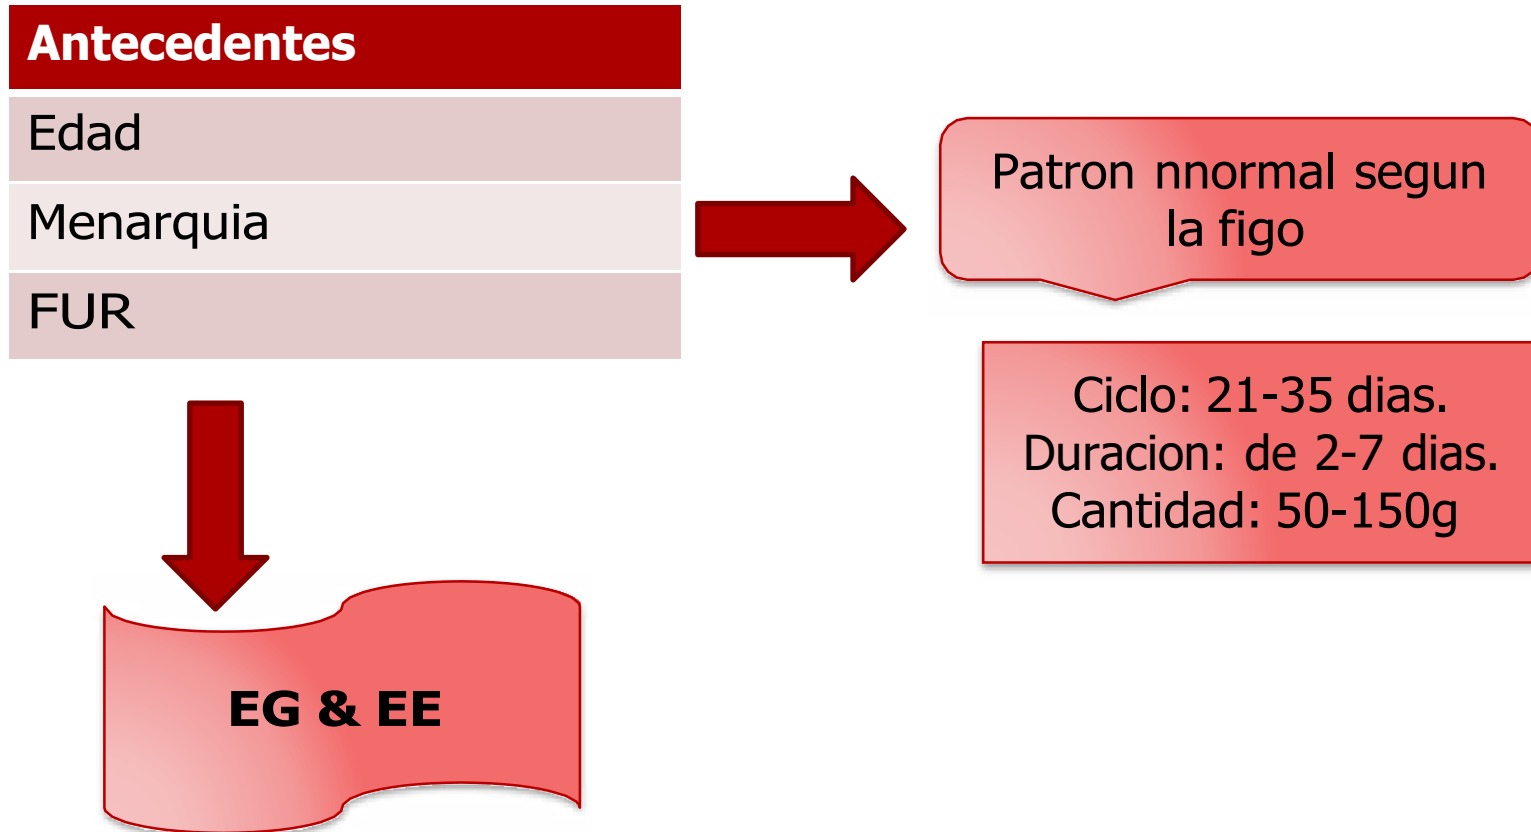 Antecedentes
Edad
Menarquia
FUR
Patron nnormal segun
la figo
Ciclo: 21-35 dias.
Duracion: de 2-7 dias.
Cantidad: 50-150g
EG & EE